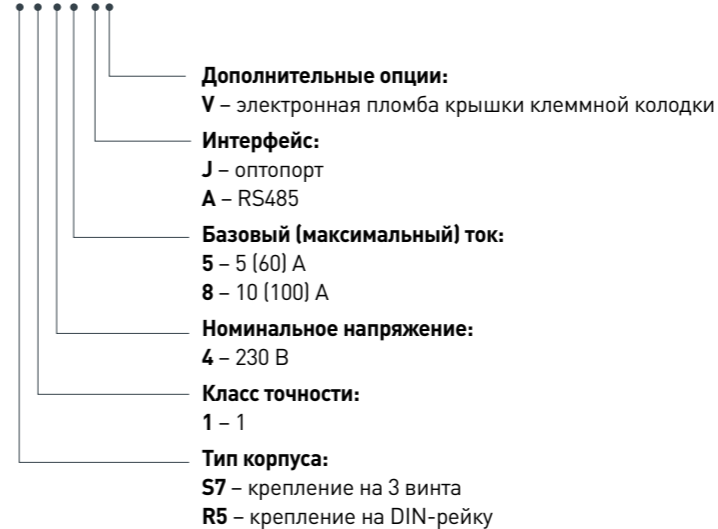 Дополнительные опции:
V – электронная пломба крышки клеммной колодки
Интерфейс:
J – оптопорт
A – RS485
Базовый (максимальный) ток:
5 – 5 (60) А
8 – 10 (100) А
Номинальное напряжение:
4 – 230 В
Класс точности:
1 – 1
Тип корпуса:
S7 – крепление на 3 винта
R5 – крепление на DIN-рейку